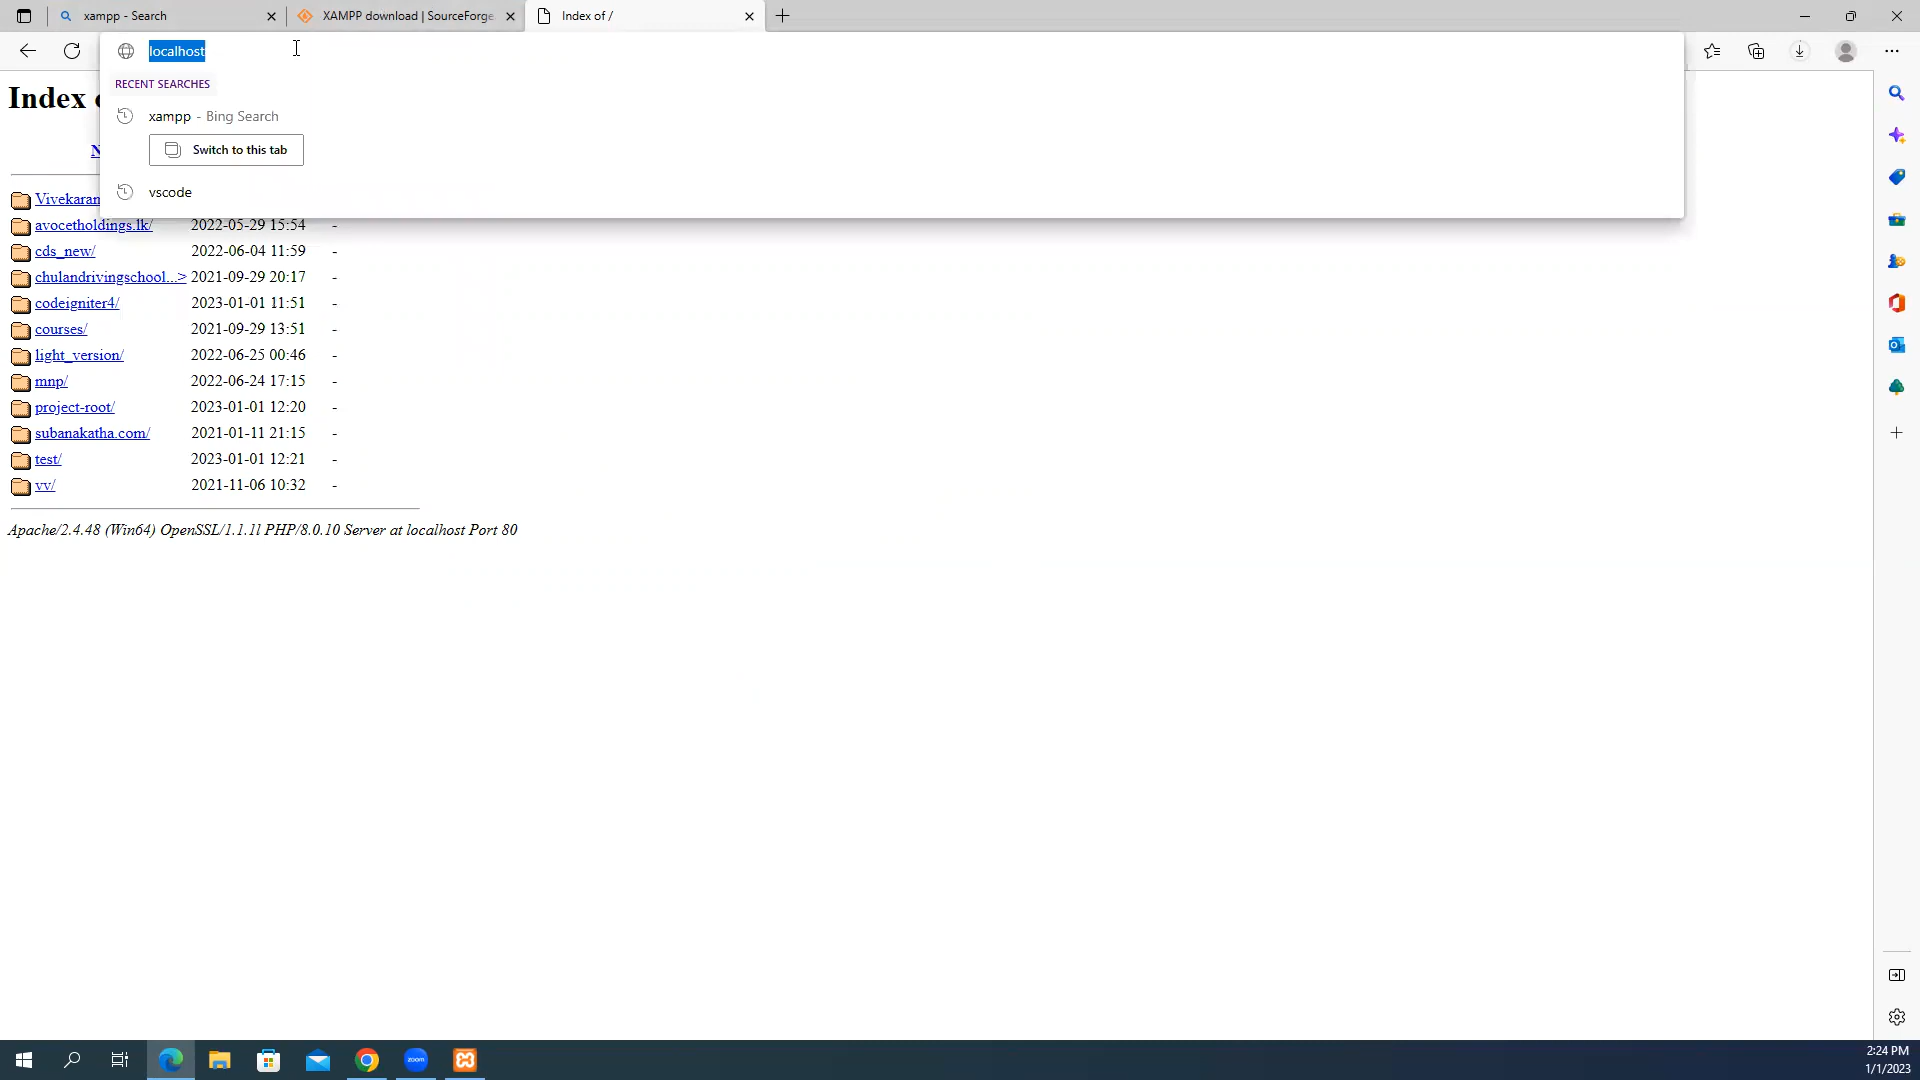 xampp - Search
XAMPP download | SourceForge.
Index of /
localhost
RECENT SEARCHES
xampp - Bing Search
Switch to this tab
vscode
Index
N
Vivekaran
avocetholdings.lk/ 2022-05-29 15:54 -
cds_new/ 2022-06-04 11:59 -
chulandrivingschool...> 2021-09-29 20:17 -
codeigniter4/ 2023-01-01 11:51 -
courses/ 2021-09-29 13:51 -
light_version/ 2022-06-25 00:46 -
mnp/ 2022-06-24 17:15 -
project-root/ 2023-01-01 12:20 -
subanakatha.com/ 2021-01-11 21:15 -
test/ 2023-01-01 12:21 -
vv/ 2021-11-06 10:32 -
Apache/2.4.48 (Win64) OpenSSL/1.1.1l PHP/8.0.10 Server at localhost Port 80
zoom
2:24 PM
1/1/2023